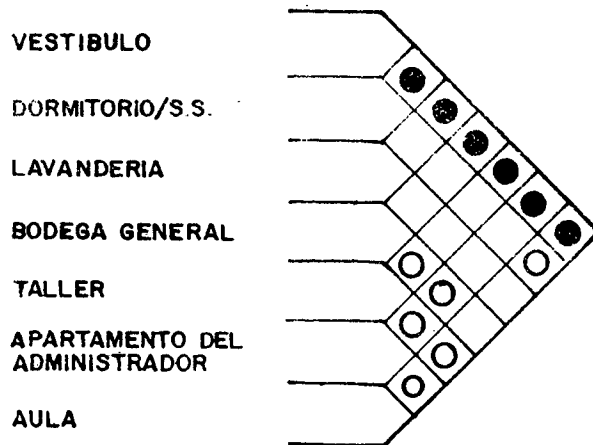 VESTIBULO
DORMITORIO/S.S.
LAVANDERIA
BODEGA GENERAL
TALLER
APARTAMENTO DEL
ADMINISTRADOR
AULA